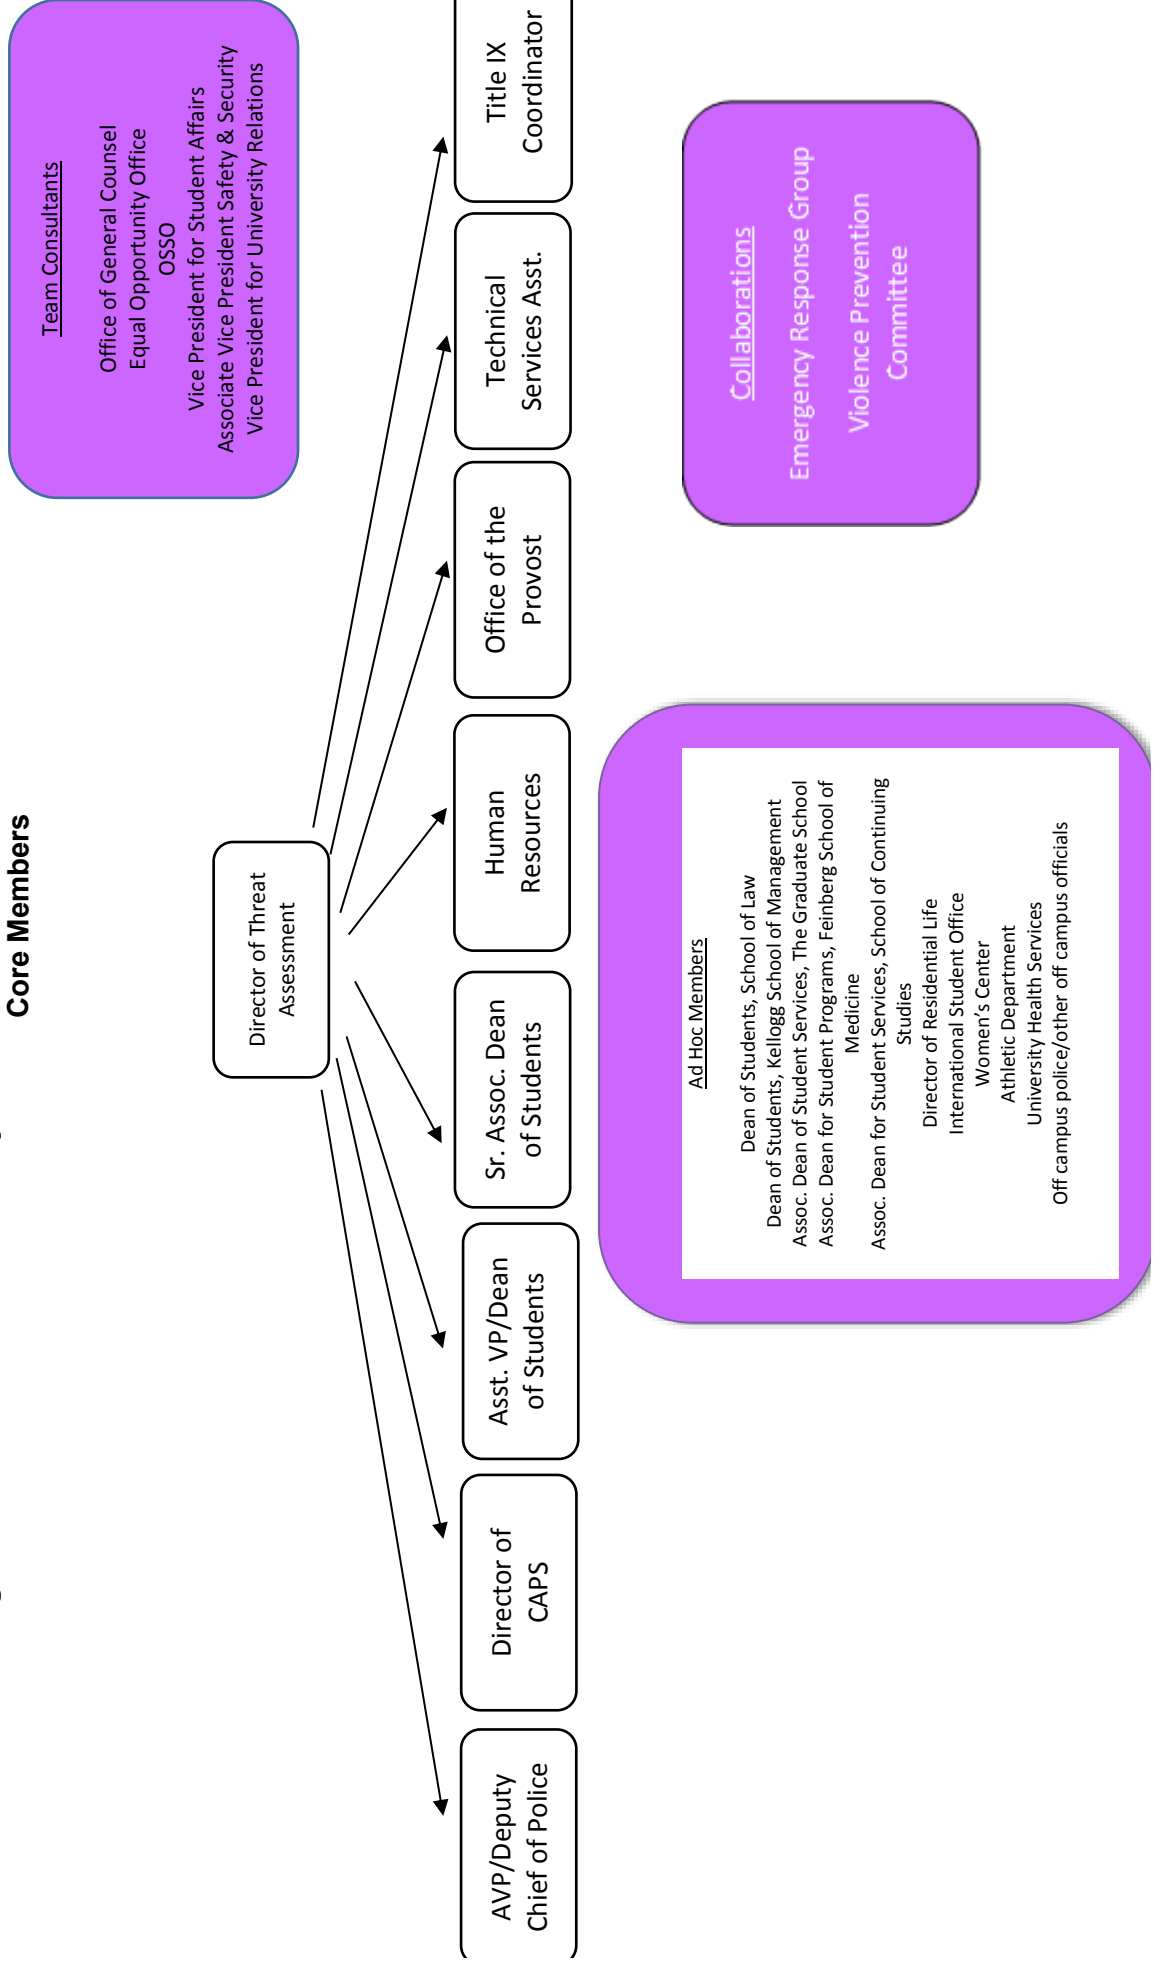 Core Members
Team Consultants
Office of General Counsel
Equal Opportunity Office
OSSO
Vice President for Student Affairs
Associate Vice President Safety & Security
Vice President for University Relations
Director of Threat
Assessment
AVP/Deputy
Chief of Police
Director of
CAPS
Asst. VP/Dean
of Students
Sr. Assoc. Dean
of Students
Human
Resources
Office of the
Provost
Technical
Services Asst.
Title IX
Coordinator
Ad Hoc Members
Dean of Students, School of Law
Dean of Students, Kellogg School of Management
Assoc. Dean of Student Services, The Graduate School
Assoc. Dean for Student Programs, Feinberg School of
Medicine
Assoc. Dean for Student Services, School of Continuing
Studies
Director of Residential Life
International Student Office
Women’s Center
Athletic Department
University Health Services
Off campus police/other off campus officials
Collaborations
Emergency Response Group
Violence Prevention
Committee